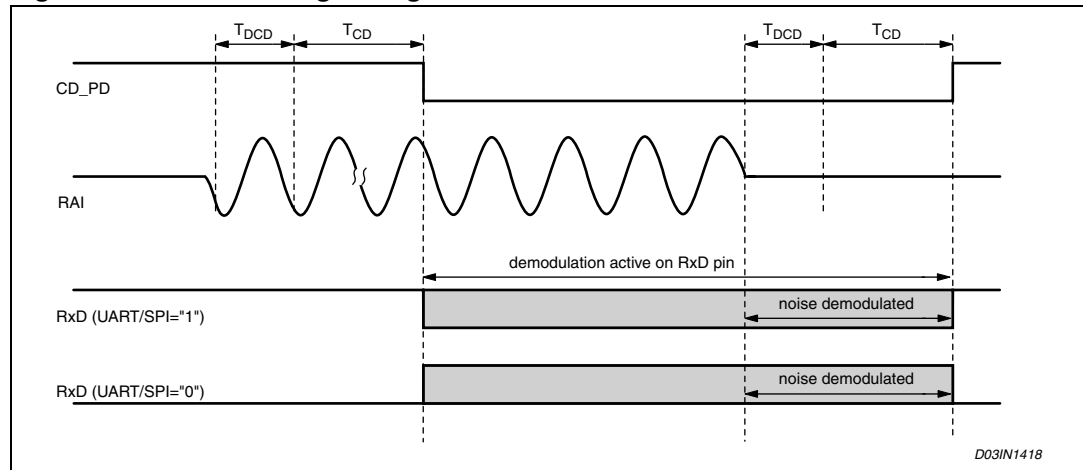 T_DCD T_CD T_DCD T_CD
CD_PD
RAI
demodulation active on RxD pin
noise demodulated
RxD (UART/SPI="1")
noise demodulated
RxD (UART/SPI="0")
D03IN1418